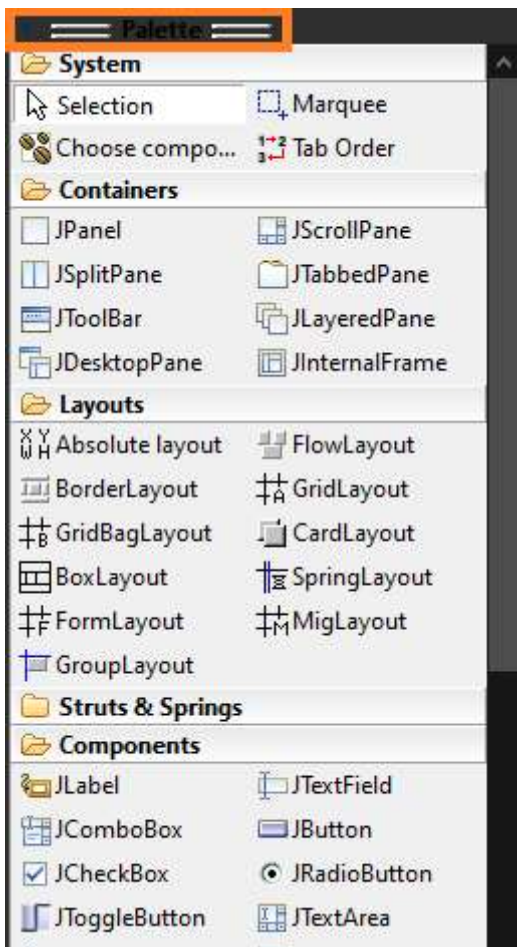 Palette
System
Selection Marquee
Choose compo... Tab Order
Containers
JPanel JScrollPane
JSplitPane JTabbedPane
JToolBar JLayeredPane
JDesktopPane JInternalFrame
Layouts
Absolute layout FlowLayout
BorderLayout GridLayout
GridBagLayout CardLayout
BoxLayout SpringLayout
FormLayout MigLayout
GroupLayout
Struts & Springs
Components
JLabel JTextField
JComboBox JButton
JCheckBox JRadioButton
JToggleButton JTextArea